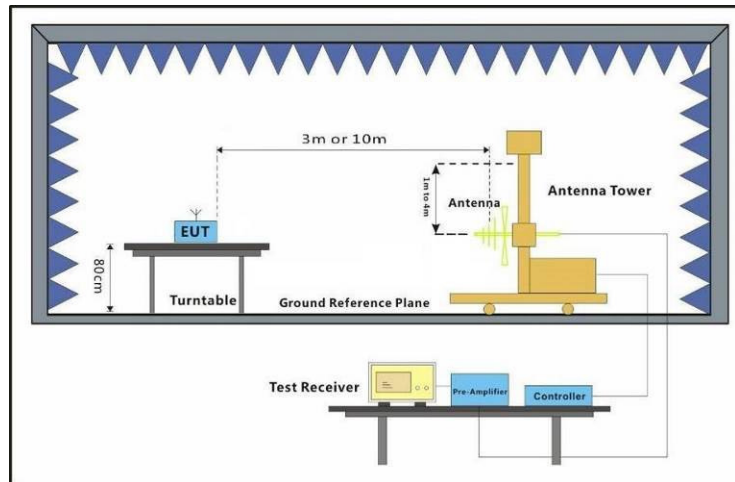 3m or 10m
1m to 4m
Antenna
Antenna Tower
EUT
80cm
Turntable
Ground Reference Plane
Test Receiver
Pre-Amplifier
Controller